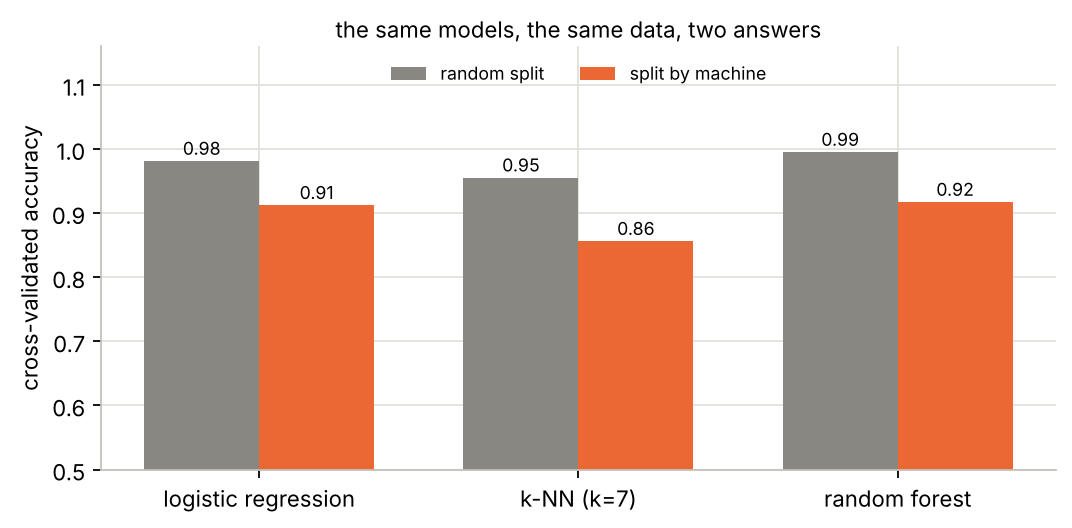 the same models, the same data, two answers
random split
split by machine
cross-validated accuracy
1.1
1.0
0.9
0.8
0.7
0.6
0.5
0.98
0.91
0.95
0.86
0.99
0.92
logistic regression
k-NN (k=7)
random forest